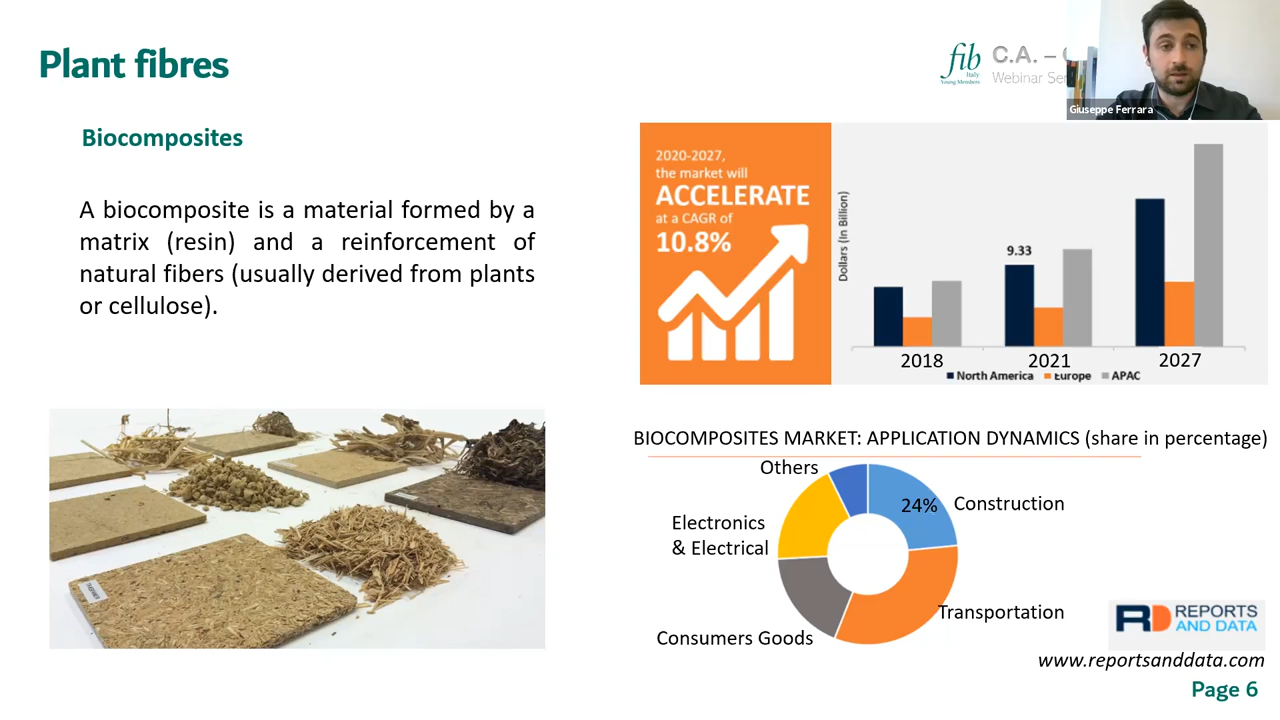 Plant fibres
fib
Italy
Young Members
C.A. –
Webinar
Giuseppe Ferrara
Biocomposites
A biocomposite is a material formed by a
matrix (resin) and a reinforcement of
natural fibers (usually derived from plants
or cellulose).
2020-2027,
the market will
ACCELERATE
at a CAGR of
10.8%
Dollars (In Billion)
9.33
2018 2021 2027
North America Europe APAC
BIOCOMPOSITES MARKET: APPLICATION DYNAMICS (share in percentage)
Others
24% Construction
Electronics
& Electrical
Transportation
Consumers Goods
RD REPORTS
AND DATA
www.reportsanddata.com
Page 6